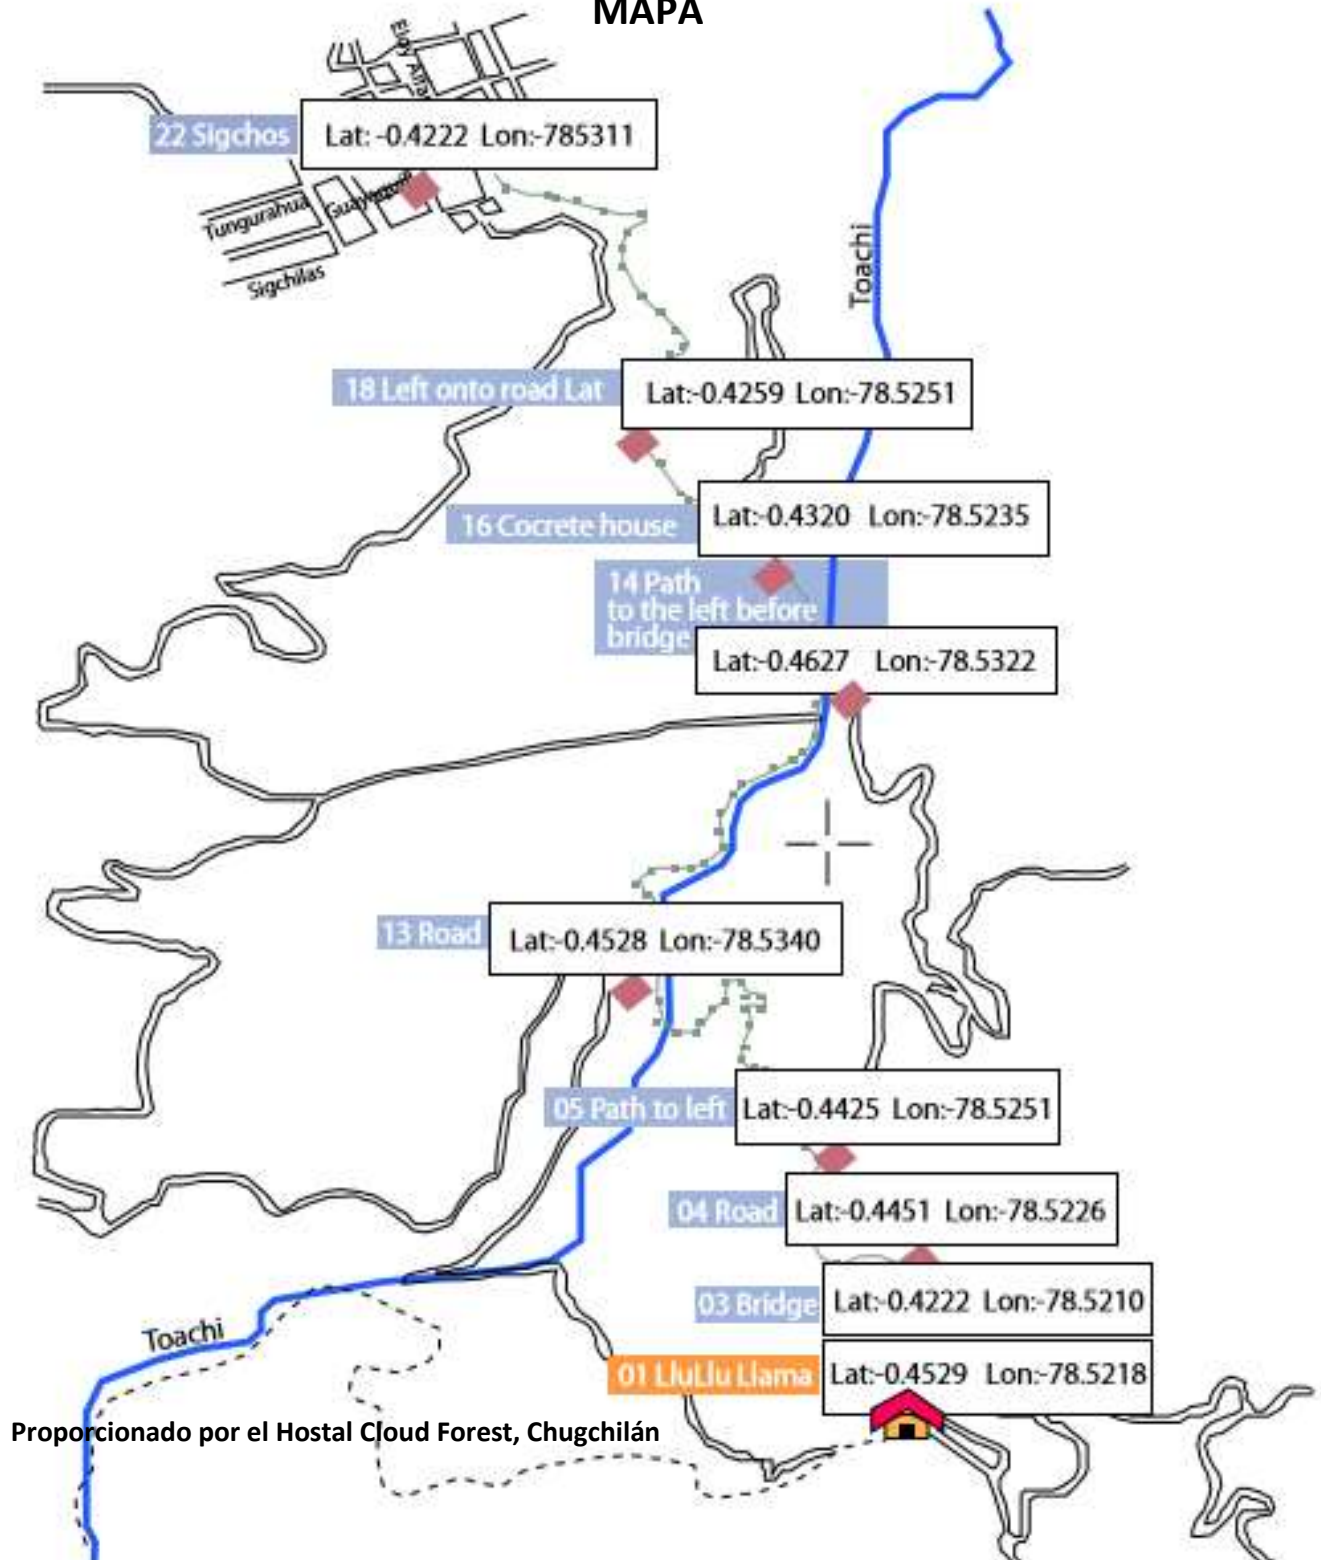 MAPA
Eloy Alfa
22 Sigchos
Lat: -0.4222 Lon:-785311
Tungurahua
Guayaquil
Sigchilas
Toachi
18 Left onto road Lat
Lat:-0.4259 Lon:-78.5251
16 Cocrete house
Lat:-0.4320 Lon:-78.5235
14 Path
to the left before
bridge
Lat:-0.4627 Lon:-78.5322
13 Road
Lat:-0.4528 Lon:-78.5340
05 Path to left
Lat:-0.4425 Lon:-78.5251
04 Road
Lat:-0.4451 Lon:-78.5226
03 Bridge
Lat:-0.4222 Lon:-78.5210
Toachi
01 LluLlu Llama
Lat:-0.4529 Lon:-78.5218
Proporcionado por el Hostal Cloud Forest, Chugchilán